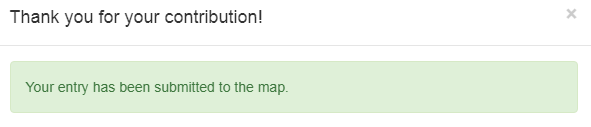 Thank you for your contribution! ×
Your entry has been submitted to the map.